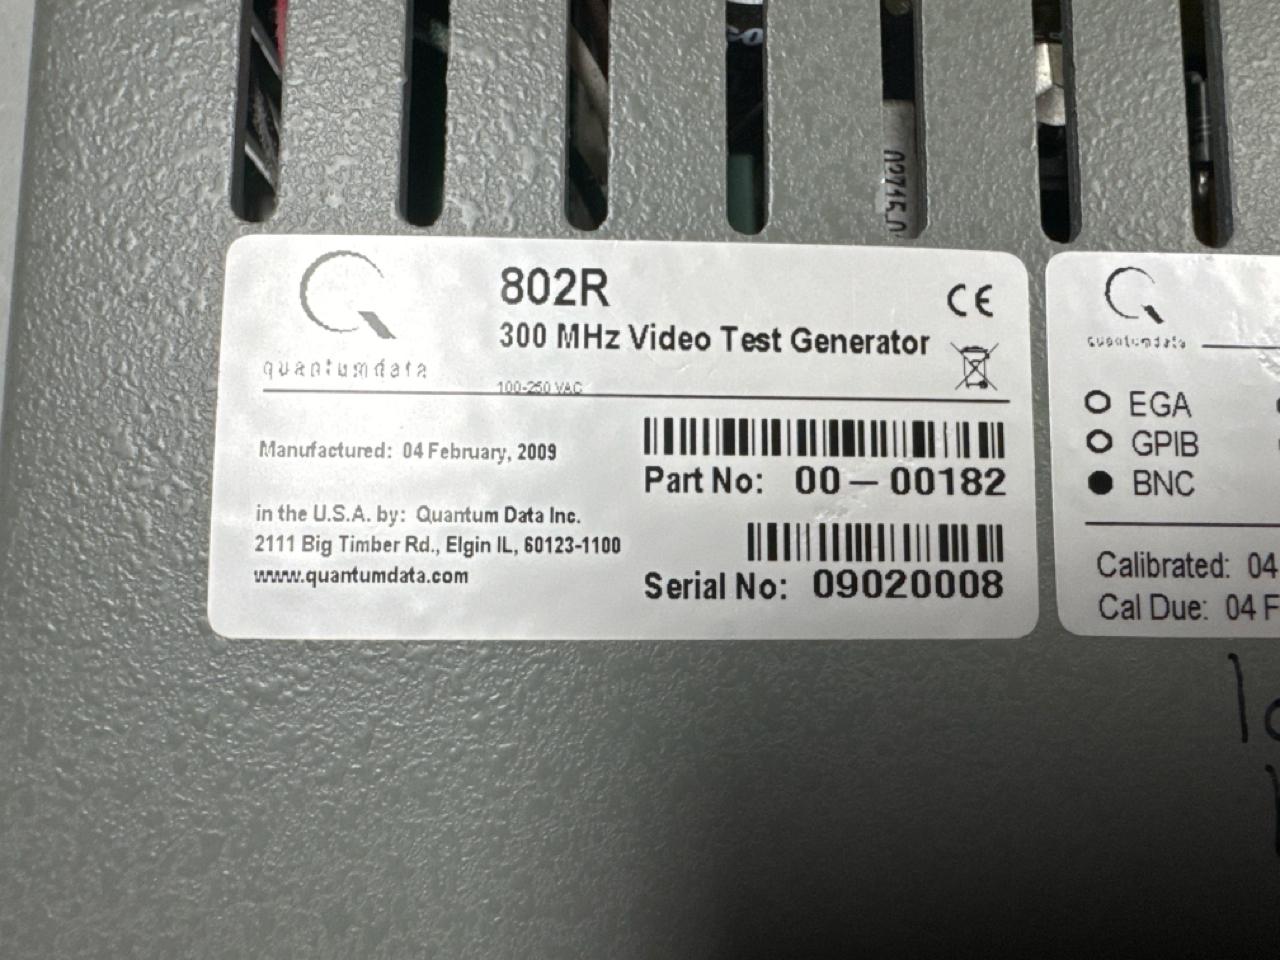 802R
CE
300 MHz Video Test Generator
quantumdata
100-250 VAC
Manufactured: 04 February, 2009
Part No: 00-00182
in the U.S.A. by: Quantum Data Inc.
2111 Big Timber Rd., Elgin IL, 60123-1100
www.quantumdata.com
Serial No: 09020008
quantumdata
EGA
GPIB
BNC
Calibrated: 04
Cal Due: 04 F